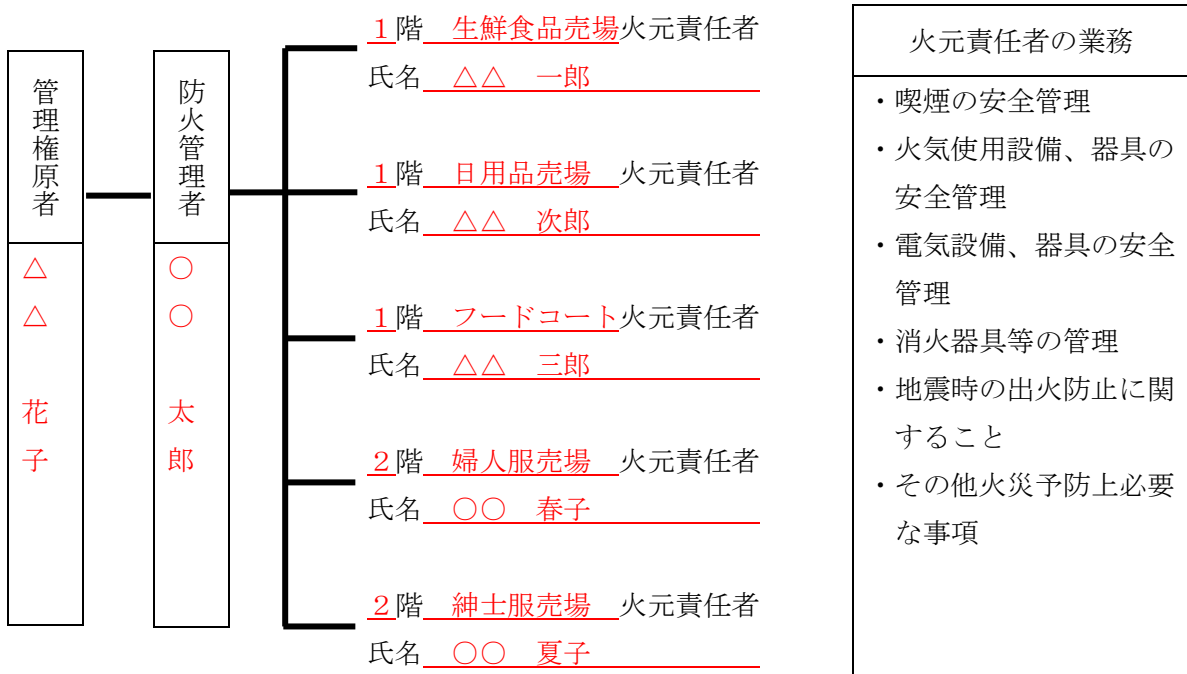 管理権原者
△△　花子
防火管理者
〇〇　太郎
１階　生鮮食品売場火元責任者
氏名　△△　一郎
１階　日用品売場　火元責任者
氏名　△△　次郎
１階　フードコート火元責任者
氏名　△△　三郎
２階　婦人服売場　火元責任者
氏名　〇〇　春子
２階　紳士服売場　火元責任者
氏名　〇〇　夏子
火元責任者の業務
・喫煙の安全管理
・火気使用設備、器具の
安全管理
・電気設備、器具の安全
管理
・消火器具等の管理
・地震時の出火防止に関
すること
・その他火災予防上必要
な事項